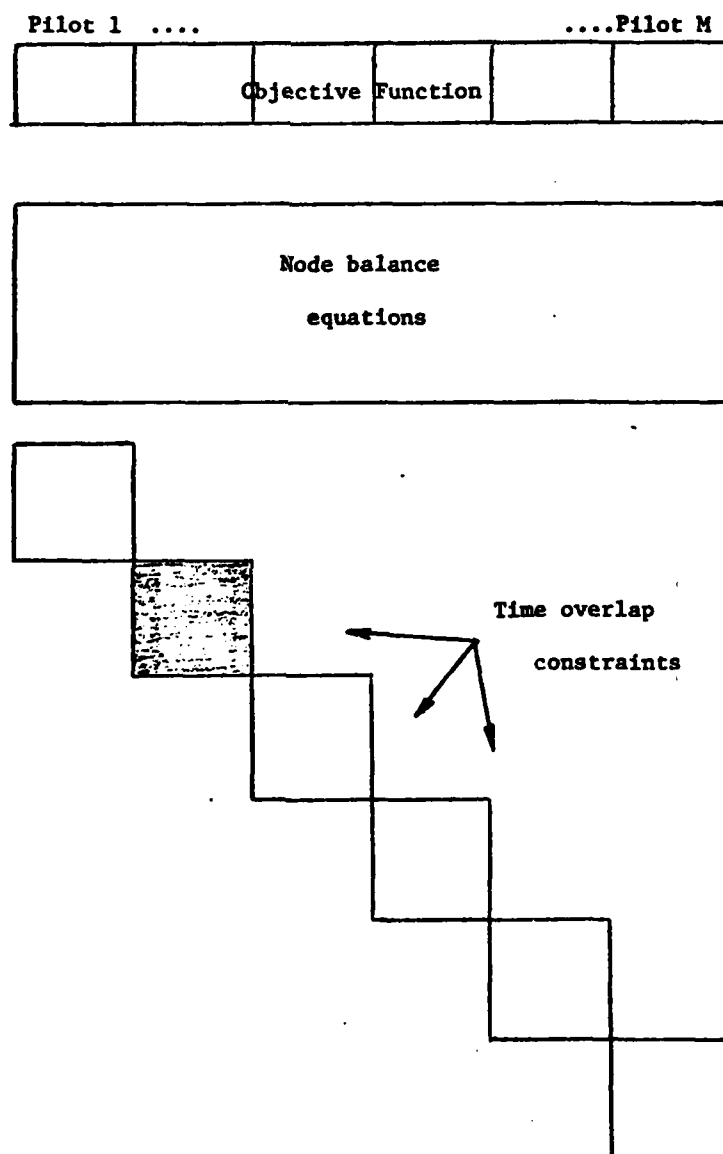 Pilot 1 .... ....Pilot M
Objective Function
Node balance
equations
Time overlap
constraints